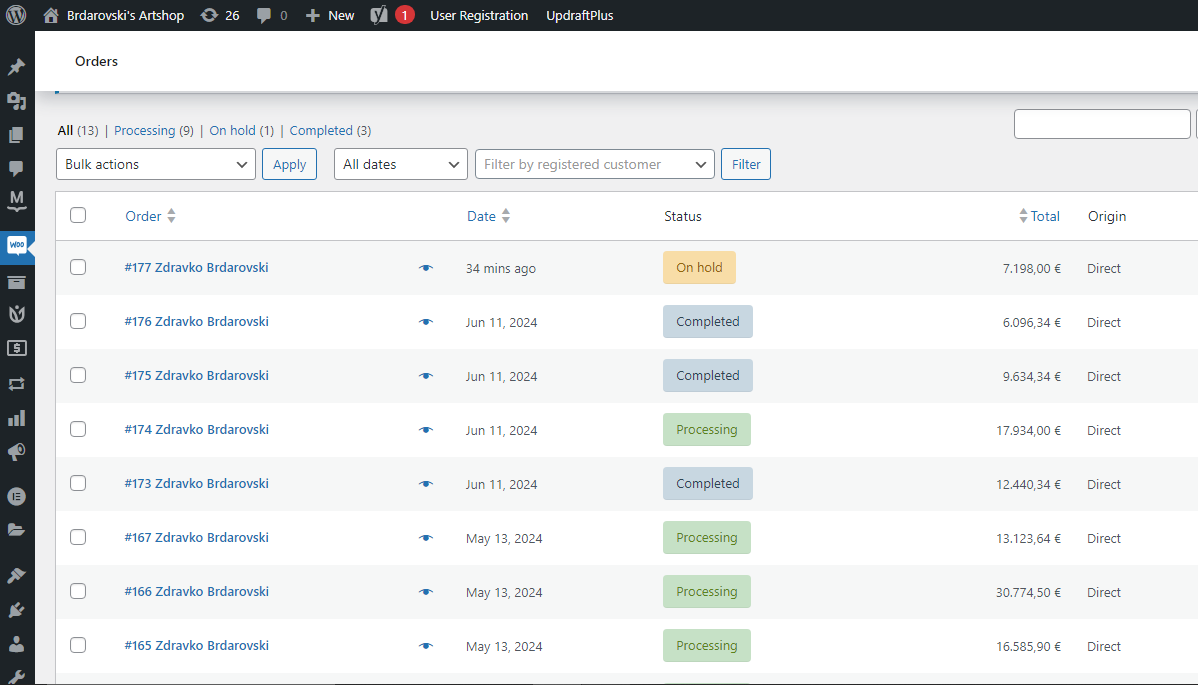 Brdarovski's Artshop 26 0 New 1 User Registration UpdraftPlus
Orders
All (13) | Processing (9) | On hold (1) | Completed (3)
Bulk actions Apply All dates Filter by registered customer Filter
Order Date Status Total Origin
#177 Zdravko Brdarovski 34 mins ago On hold 7.198,00 € Direct
#176 Zdravko Brdarovski Jun 11, 2024 Completed 6.096,34 € Direct
#175 Zdravko Brdarovski Jun 11, 2024 Completed 9.634,34 € Direct
#174 Zdravko Brdarovski Jun 11, 2024 Processing 17.934,00 € Direct
#173 Zdravko Brdarovski Jun 11, 2024 Completed 12.440,34 € Direct
#167 Zdravko Brdarovski May 13, 2024 Processing 13.123,64 € Direct
#166 Zdravko Brdarovski May 13, 2024 Processing 30.774,50 € Direct
#165 Zdravko Brdarovski May 13, 2024 Processing 16.585,90 € Direct